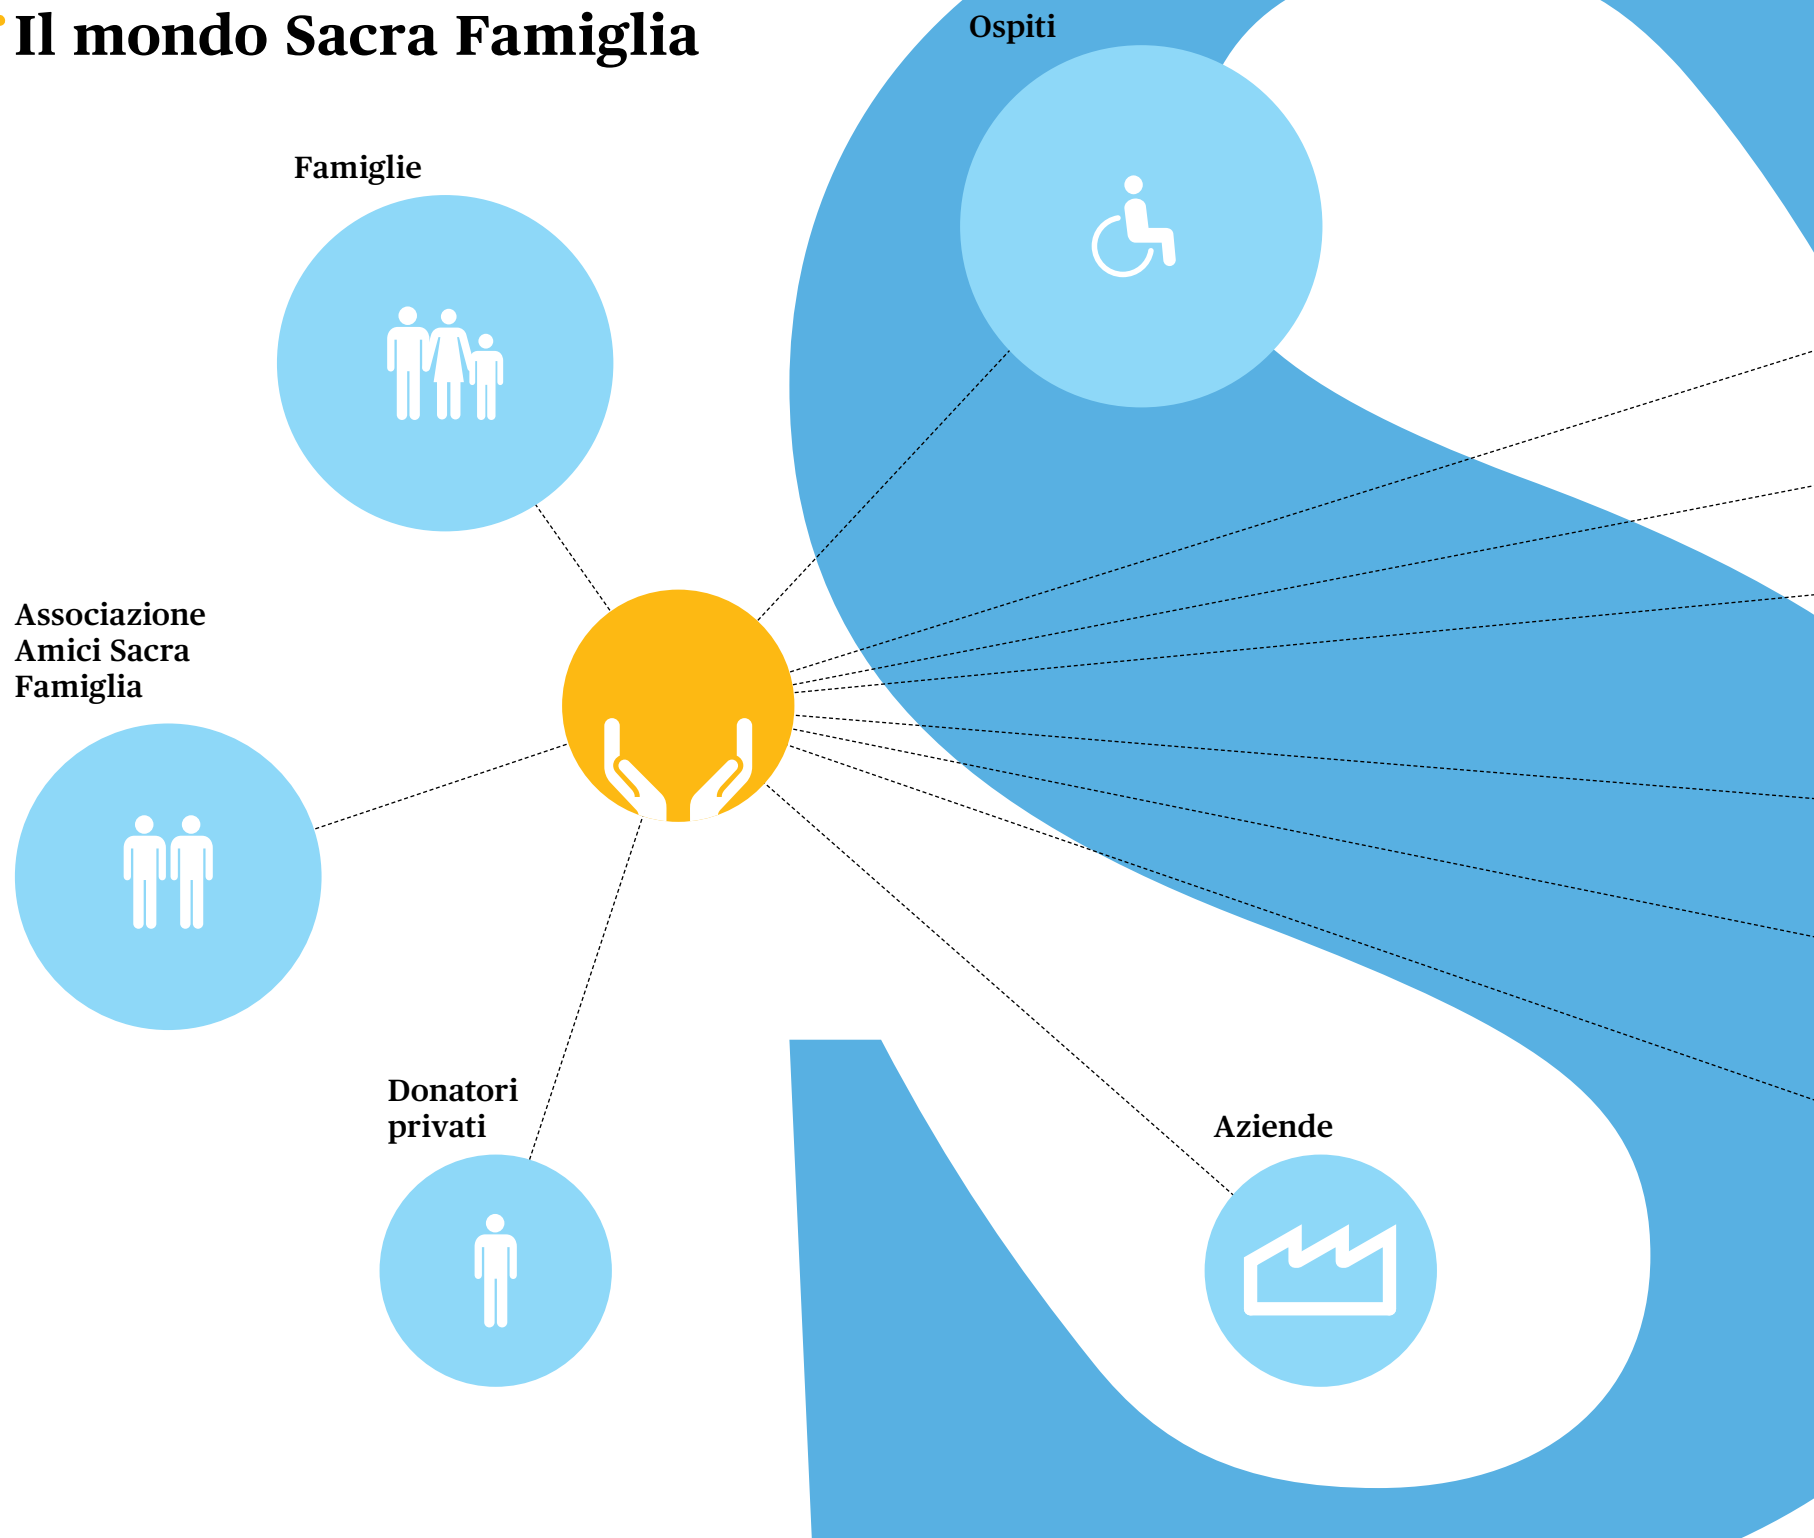 Il mondo Sacra Famiglia
Ospiti
Famiglie
Associazione
Amici Sacra
Famiglia
Donatori
privati
Aziende